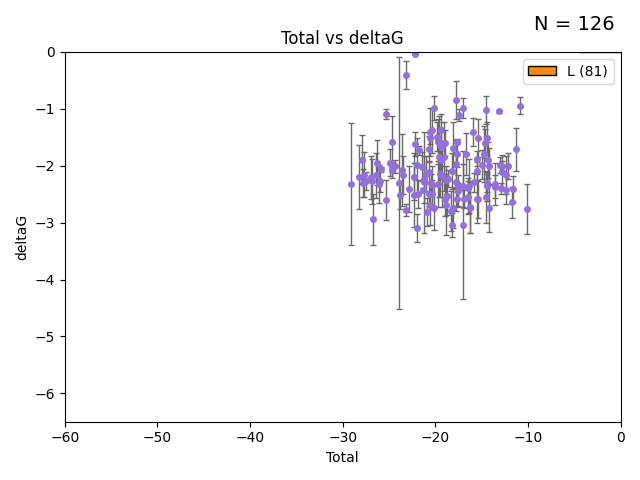 N = 126
Total vs deltaG
L (81)
0
−1
−2
−3
−4
−5
−6
deltaG
−60
−50
−40
−30
−20
−10
0
Total